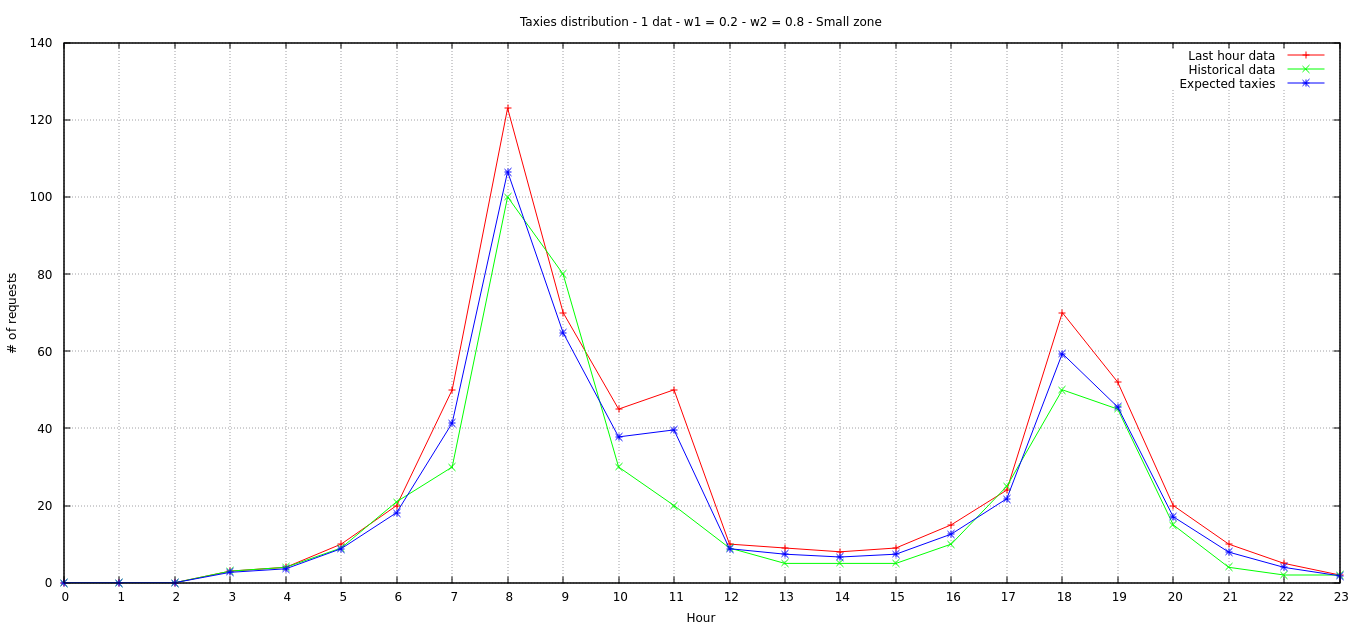 Taxies distribution - 1 dat - w1 = 0.2 - w2 = 0.8 - Small zone
Last hour data
Historical data
Expected taxies
# of requests
140
120
100
80
60
40
20
0
0 1 2 3 4 5 6 7 8 9 10 11 12 13 14 15 16 17 18 19 20 21 22 23
Hour